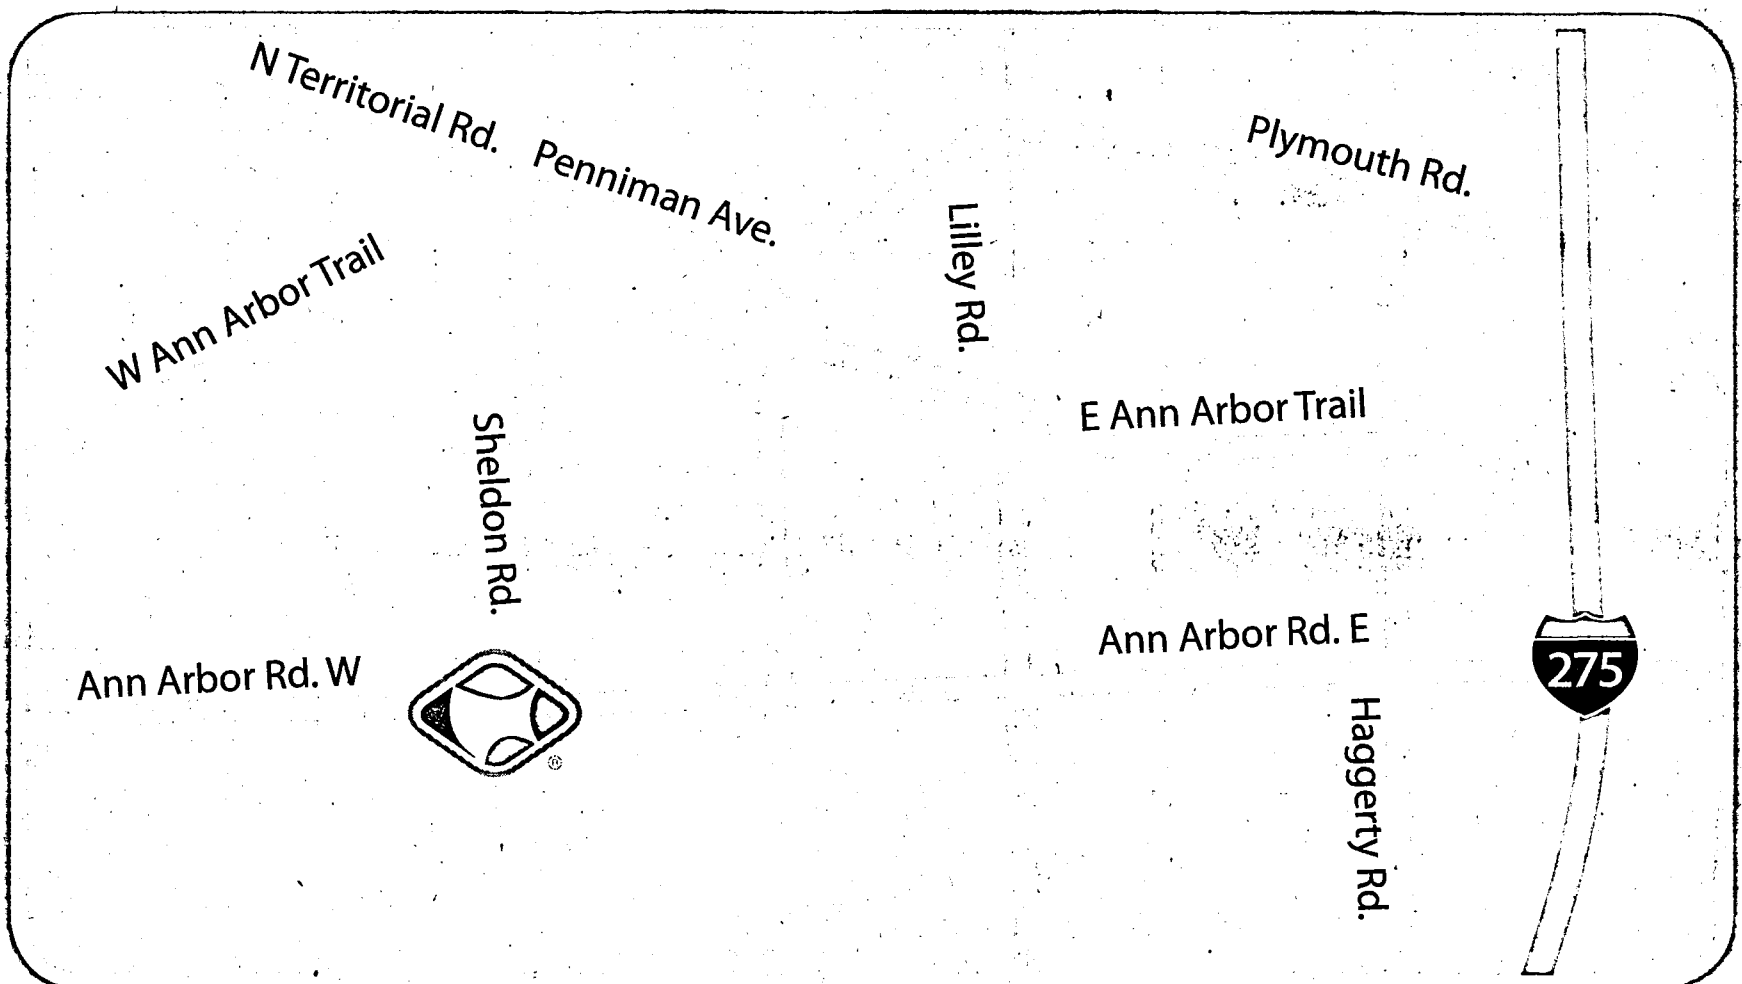 N Territorial Rd.
Penniman Ave.
Plymouth Rd.
Lilley Rd.
W Ann Arbor Trail
E Ann Arbor Trail
Sheldon Rd.
Ann Arbor Rd. E
Ann Arbor Rd. W
275
®
Haggerty Rd.